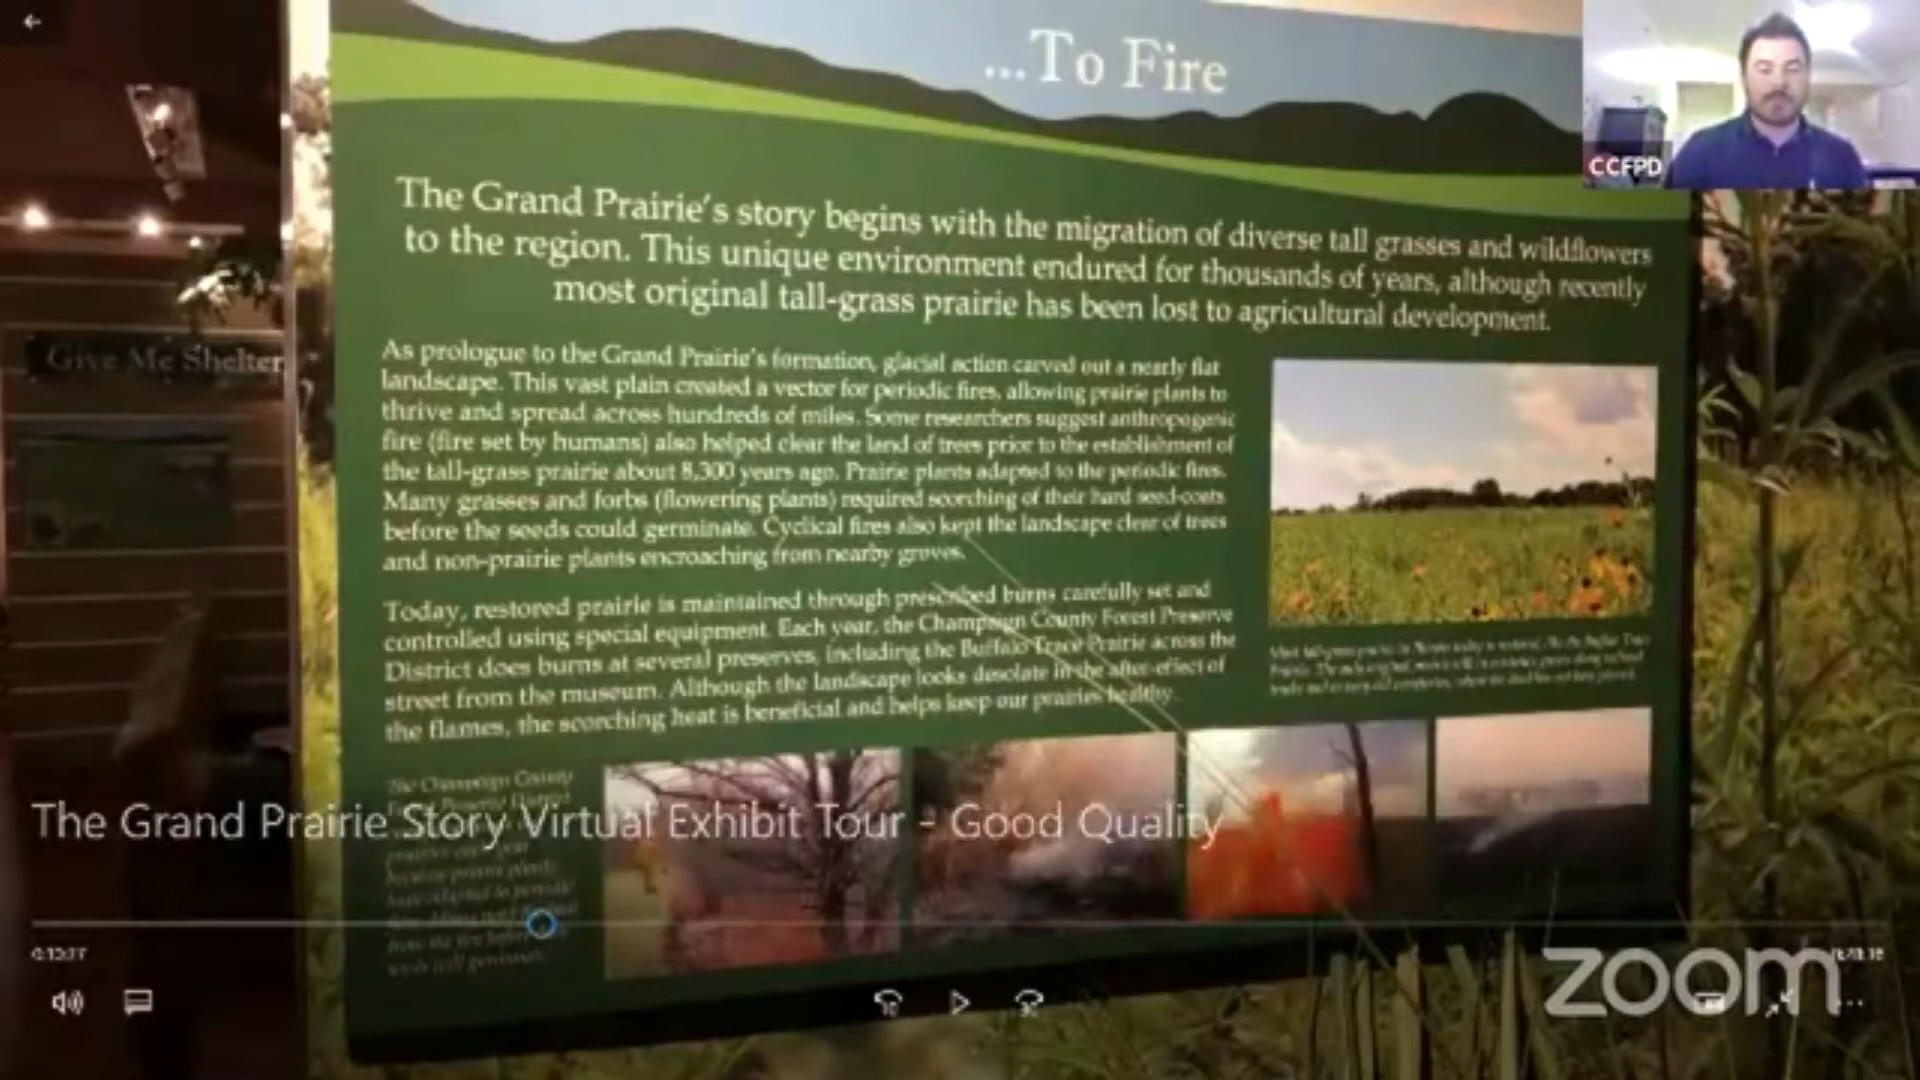 ...To Fire
CCFPD
The Grand Prairie's story begins with the migration of diverse tall grasses and wildflowers
to the region. This unique environment endured for thousands of years, although recently
most original tall-grass prairie has been lost to agricultural development.
Give Me Shelter
As prologue to the Grand Prairie's formation, glacial action carved out a nearly flat
landscape. This vast plain created a vector for periodic fires, allowing prairie plants to
thrive and spread across hundreds of miles. Some researchers suggest anthropogenic
fire (fire set by humans) also helped clear the land of trees prior to the establishment of
the tall-grass prairie about 8,300 years ago. Prairie plants adapted to the periodic fires.
Many grasses and forbs (flowering plants) required scorching of their hard seed-coats
before the seeds could germinate. Cyclical fires also kept the landscape clear of trees
and non-prairie plants encroaching from nearby groves.
Today, restored prairie is maintained through prescribed burns carefully set and
controlled using special equipment. Each year, the Champaign County Forest Preserve
District does burns at several preserves, including the Buffalo Trace Prairie across the
street from the museum. Although the landscape looks desolate in the after-effect of
the flames, the scorching heat is beneficial and helps keep our prairies healthy.
The Champaign County
The Grand Prairie Story Virtual Exhibit Tour - Good Quality
zoom